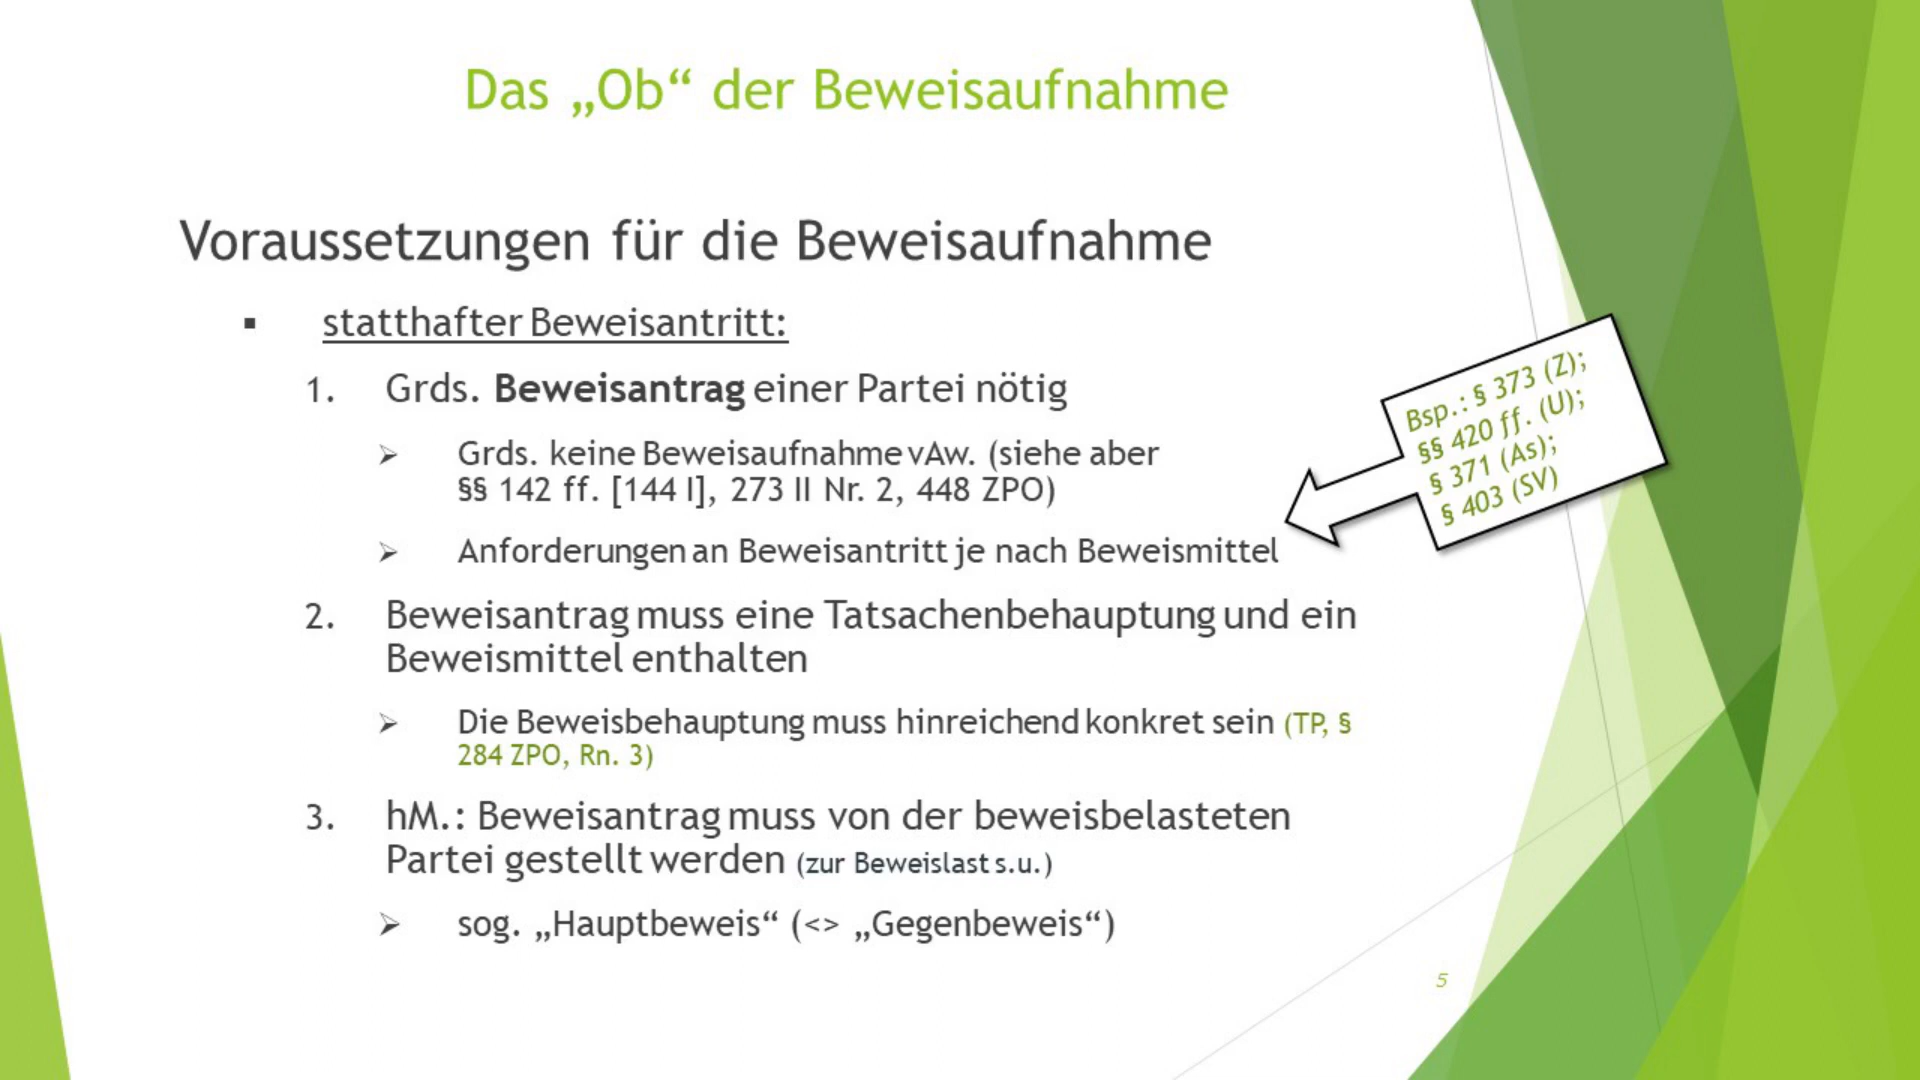 Das „Ob“ der Beweisaufnahme
Voraussetzungen für die Beweisaufnahme
▪ statthafter Beweisantritt:
1. Grds. Beweisantrag einer Partei nötig
➢ Grds. keine Beweisaufnahme vAw. (siehe aber
§§ 142 ff. [144 I], 273 II Nr. 2, 448 ZPO)
➢ Anforderungen an Beweisantritt je nach Beweismittel
Bsp.: § 373 (Z);
§§ 420 ff. (U);
§ 371 (As);
§ 403 (SV)
2. Beweisantrag muss eine Tatsachenbehauptung und ein
Beweismittel enthalten
➢ Die Beweisbehauptung muss hinreichend konkret sein (TP, §
284 ZPO, Rn. 3)
3. hM.: Beweisantrag muss von der beweisbelasteten
Partei gestellt werden (zur Beweislast s.u.)
➢ sog. „Hauptbeweis“ (<> „Gegenbeweis“)
5